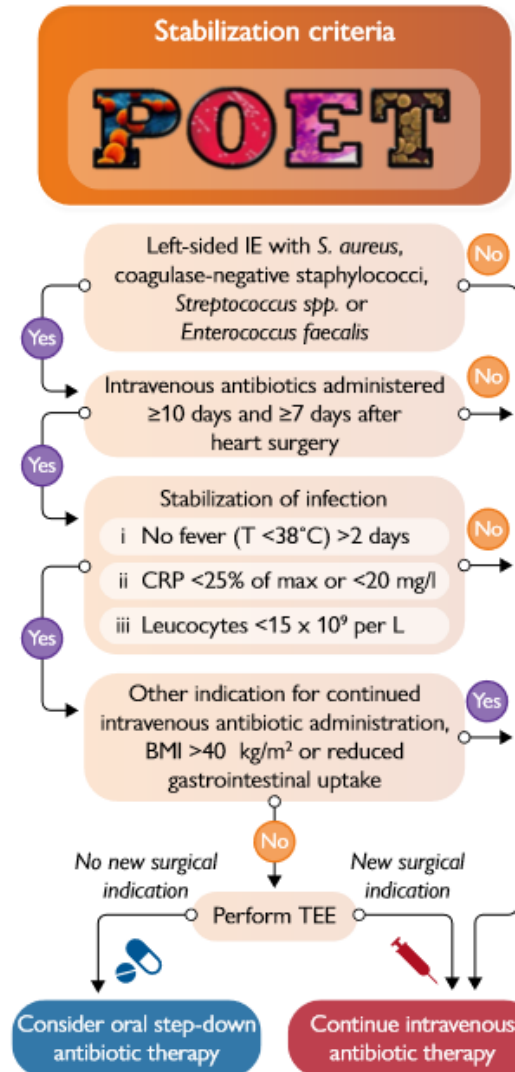 Stabilization criteria
POET
Left-sided IE with S. aureus,
coagulase-negative staphylococci,
Streptococcus spp. or
Enterococcus faecalis
No
Yes
Intravenous antibiotics administered
≥10 days and ≥7 days after
heart surgery
No
Yes
Stabilization of infection
i No fever (T <38°C) >2 days
ii CRP <25% of max or <20 mg/l
iii Leucocytes <15 x 10⁹ per L
No
Yes
Other indication for continued
intravenous antibiotic administration,
BMI >40 kg/m² or reduced
gastrointestinal uptake
Yes
No
No new surgical
indication
New surgical
indication
Perform TEE
Consider oral step-down
antibiotic therapy
Continue intravenous
antibiotic therapy